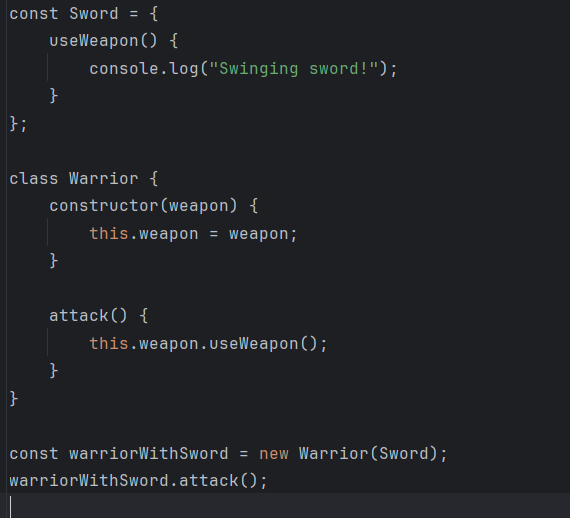 const Sword = {
    useWeapon() {
        console.log("Swinging sword!");
    }
};

class Warrior {
    constructor(weapon) {
        this.weapon = weapon;
    }

    attack() {
        this.weapon.useWeapon();
    }
}

const warriorWithSword = new Warrior(Sword);
warriorWithSword.attack();